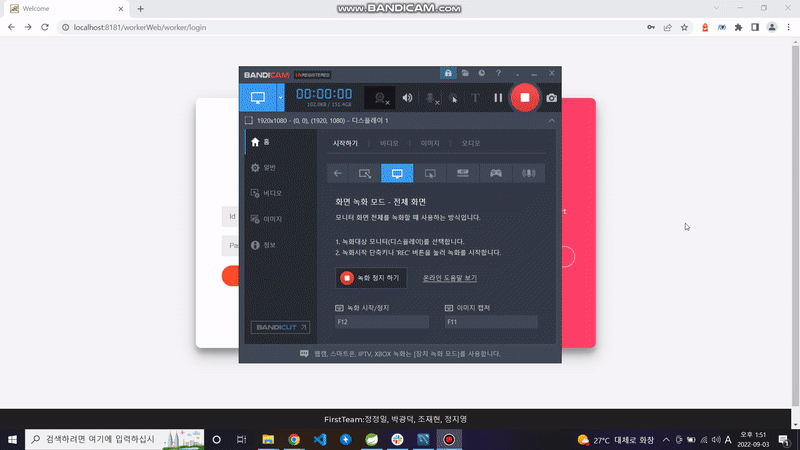 Welcome
www.BANDICAM.com
localhost:8181/workerWeb/worker/login
BANDICAM UNREGISTERED
00:00:00
102.0KB / 151.4GB
1920x1080 - (0, 0), (1920, 1080) - 디스플레이 1
홈
일반
비디오
이미지
정보
BANDICUT
시작하기
비디오
이미지
오디오
화면 녹화 모드 - 전체 화면
모니터 화면 전체를 녹화할 때 사용하는 방식입니다.
1. 녹화대상 모니터(디스플레이)를 선택합니다.
2. 녹화시작 단축키나 'REC' 버튼을 눌러 녹화를 시작합니다.
녹화 정지 하기
온라인 도움말 보기
녹화 시작/정지
F12
이미지 캡처
F11
웹캠, 스마트폰, IPTV, XBOX 녹화는 [장치 녹화 모드]를 사용합니다.
Id
FirstTeam:정정일, 박광덕, 조재현, 정지영
검색하려면 여기에 입력하십시
27°C 대체로 화창
A
오후 1:51
2022-09-03